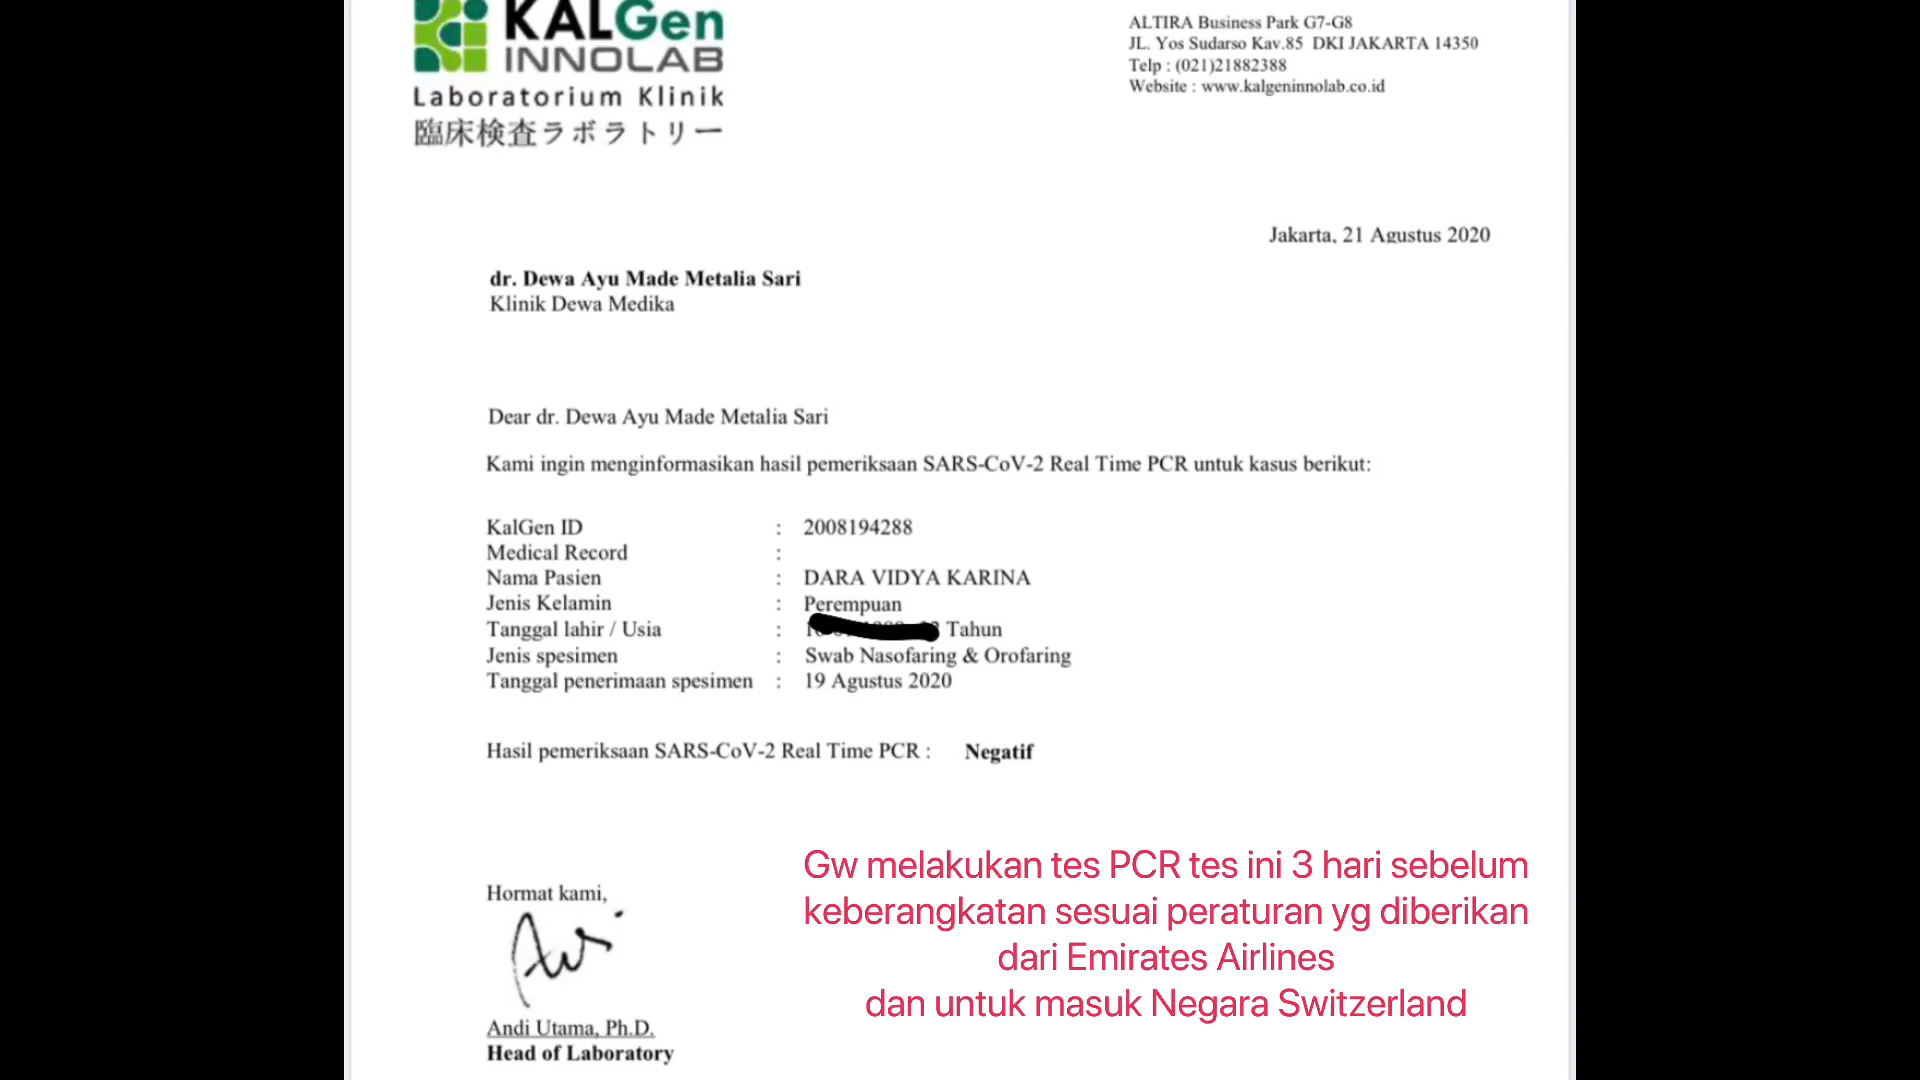 KALGen
INNOLAB
Laboratorium Klinik
臨床検査ラボラトリー
ALTIRA Business Park G7-G8
JL. Yos Sudarso Kav.85 DKI JAKARTA 14350
Telp : (021)21882388
Website : www.kalgeninnolab.co.id
Jakarta, 21 Agustus 2020
dr. Dewa Ayu Made Metalia Sari
Klinik Dewa Medika
Dear dr. Dewa Ayu Made Metalia Sari
Kami ingin menginformasikan hasil pemeriksaan SARS-CoV-2 Real Time PCR untuk kasus berikut:
KalGen ID : 2008194288
Medical Record :
Nama Pasien : DARA VIDYA KARINA
Jenis Kelamin : Perempuan
Tanggal lahir / Usia : Tahun
Jenis spesimen : Swab Nasofaring & Orofaring
Tanggal penerimaan spesimen : 19 Agustus 2020
Hasil pemeriksaan SARS-CoV-2 Real Time PCR : Negatif
Gw melakukan tes PCR tes ini 3 hari sebelum
keberangkatan sesuai peraturan yg diberikan
dari Emirates Airlines
dan untuk masuk Negara Switzerland
Hormat kami,
Andi Utama, Ph.D.
Head of Laboratory